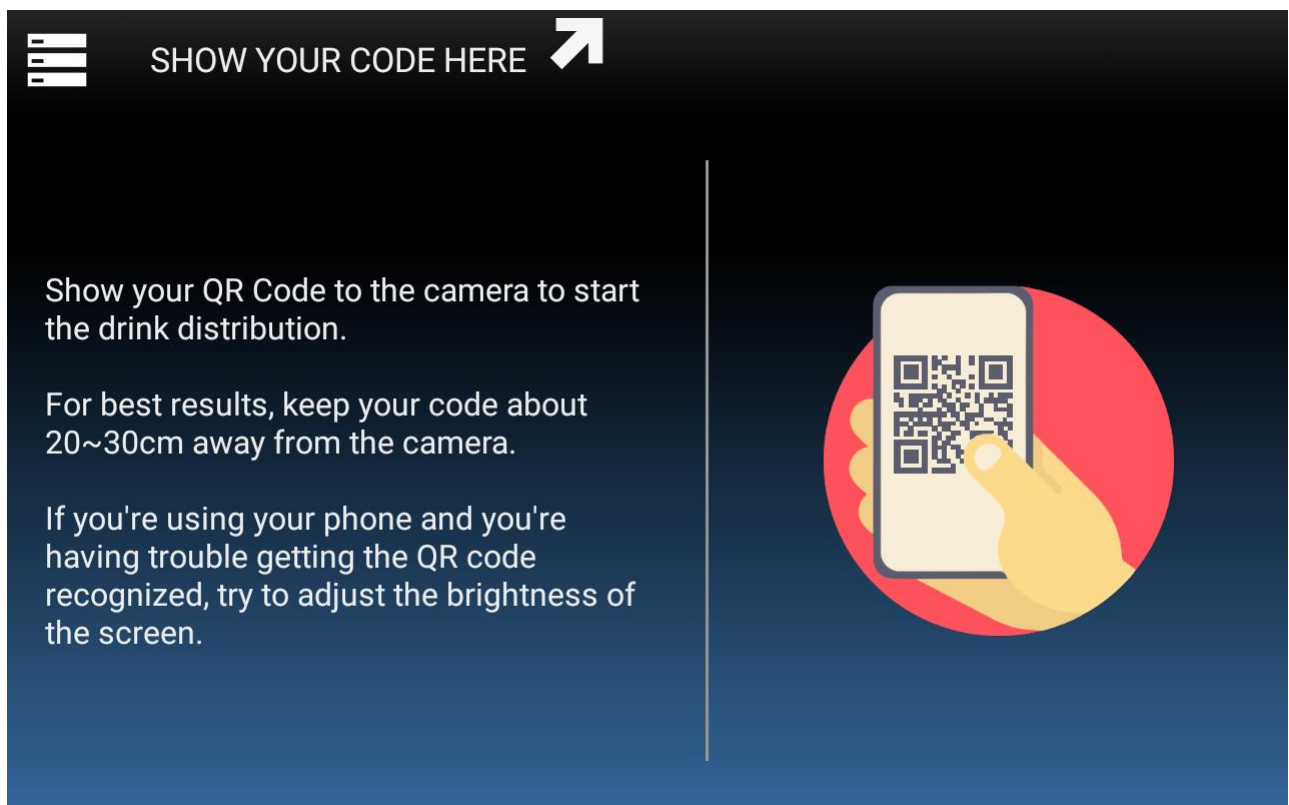 SHOW YOUR CODE HERE
Show your QR Code to the camera to start
the drink distribution.
For best results, keep your code about
20~30cm away from the camera.
If you're using your phone and you're
having trouble getting the QR code
recognized, try to adjust the brightness of
the screen.